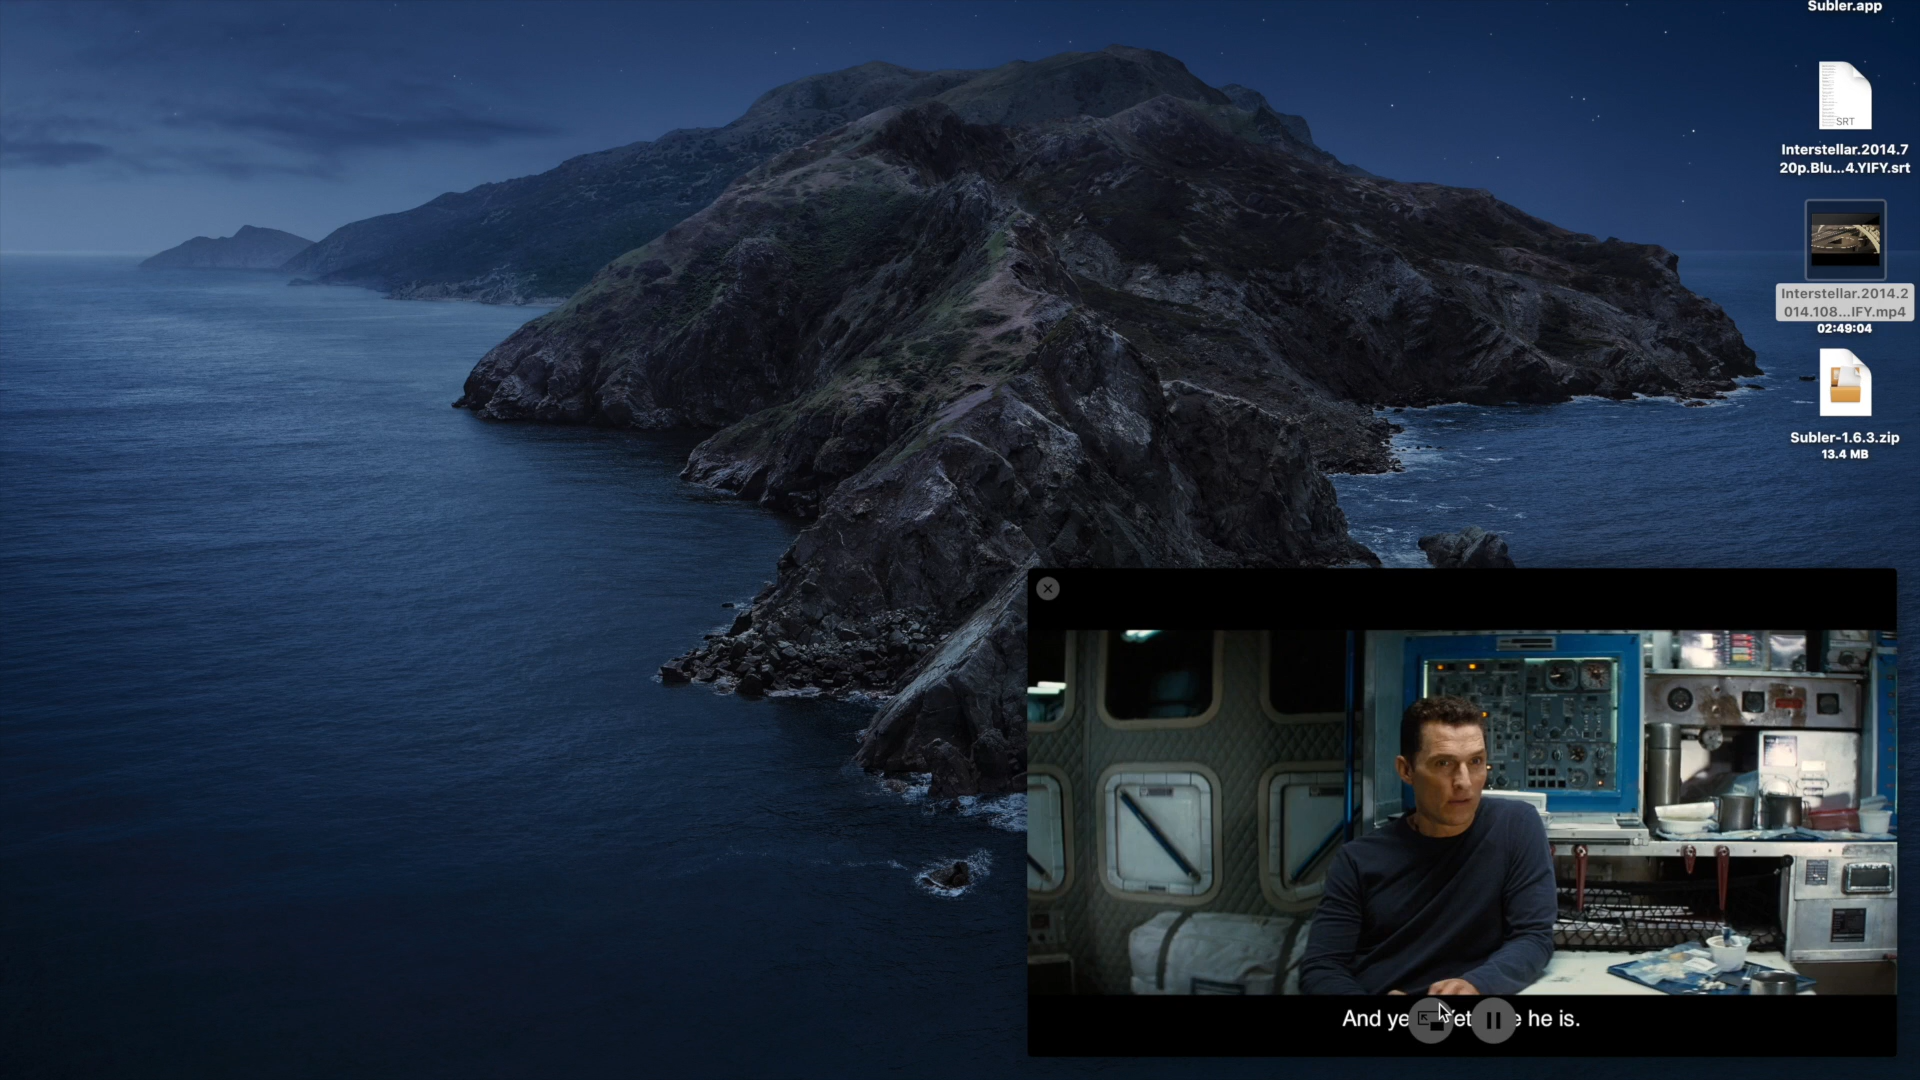 Subler.app
SRT
Interstellar.2014.7
20p.Blu...4.YIFY.srt
Interstellar.2014.2
014.108...IFY.mp4
02:49:04
Subler-1.6.3.zip
13.4 MB
And ye et e he is.